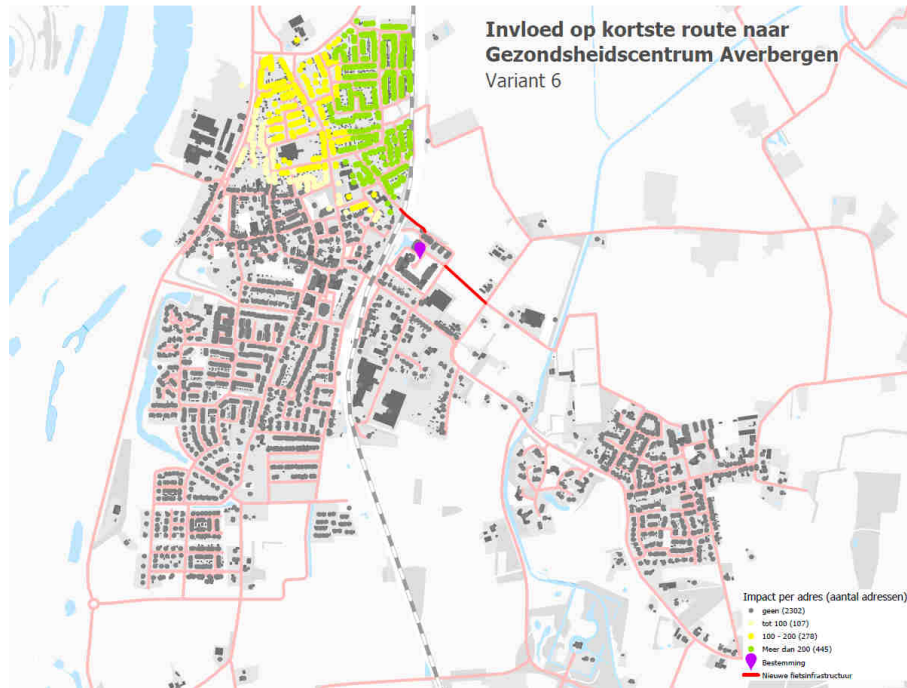 Invloed op kortste route naar
Gezondsheidscentrum Averbergen
Variant 6
Impact per adres (aantal adressen)
geen (2302)
tot 100 (107)
100 - 200 (278)
Meer dan 200 (445)
Bestemming
Nieuwe fietsinfrastructuur